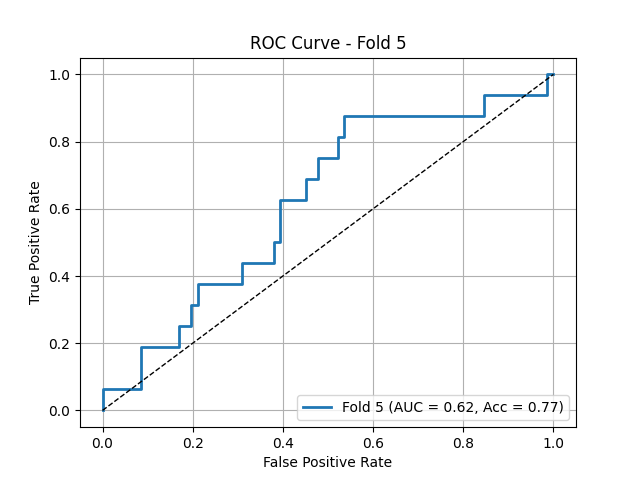 ROC Curve - Fold 5
True Positive Rate
1.0
0.8
0.6
0.4
0.2
0.0
Fold 5 (AUC = 0.62, Acc = 0.77)
0.0 0.2 0.4 0.6 0.8 1.0
False Positive Rate